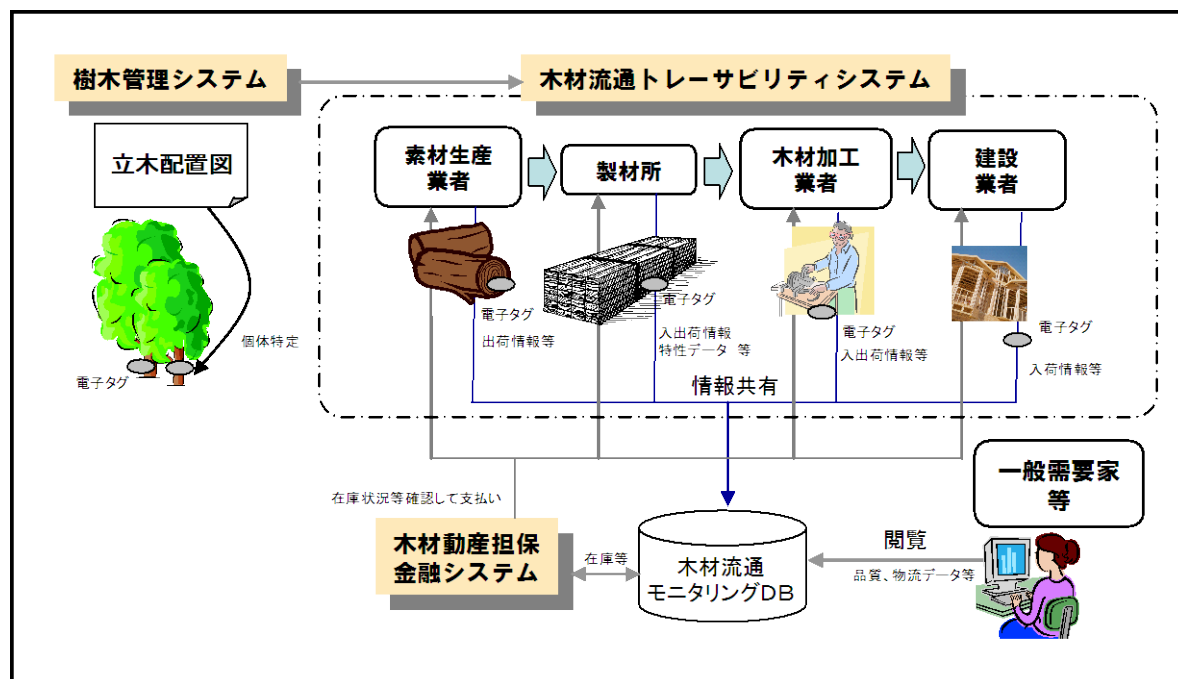 樹木管理システム
木材流通トレーサビリティシステム
立木配置図
素材生産
業者
製材所
木材加工
業者
建設
業者
個体特定
電子タグ
電子タグ
出荷情報等
電子タグ
入出荷情報
特性データ 等
電子タグ
入出荷情報等
電子タグ
入荷情報等
情報共有
在庫状況等確認して支払い
木材動産担保
金融システム
在庫等
木材流通
モニタリングDB
閲覧
品質、物流データ等
一般需要家
等